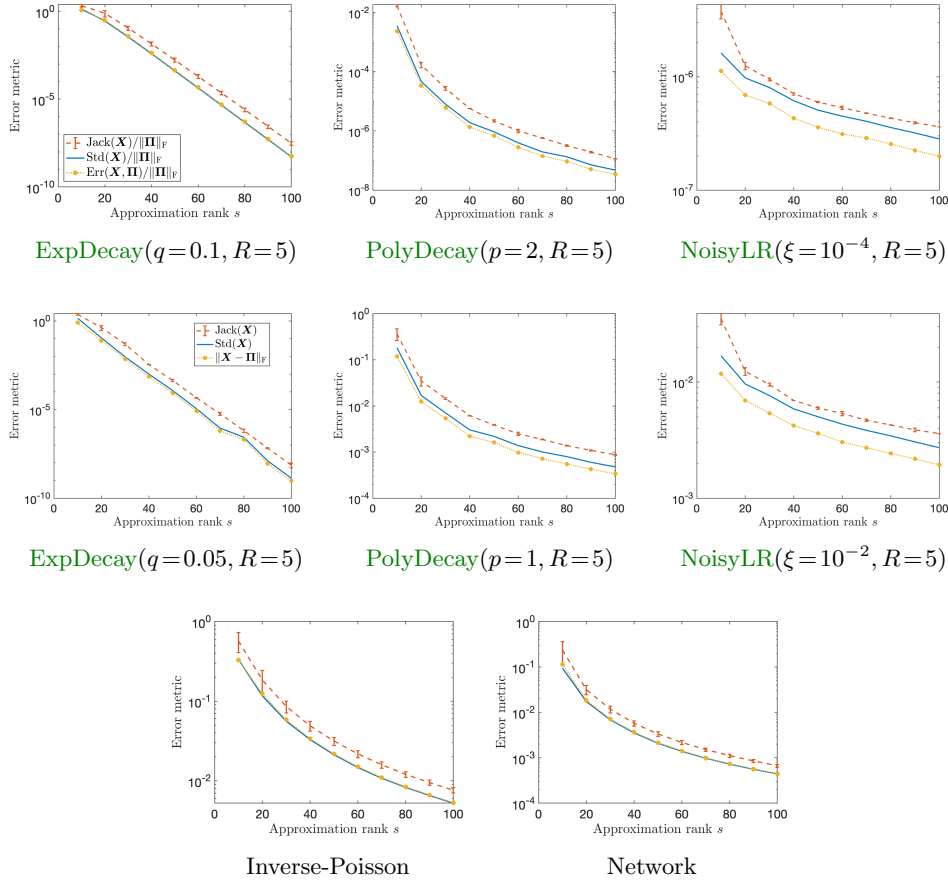 10^0
10^-5
10^-10
Error metric
Jack(X)/‖Π‖_F
Std(X)/‖Π‖_F
Err(X, Π)/‖Π‖_F
0 20 40 60 80 100
Approximation rank s
ExpDecay(q=0.1, R=5)
10^-2
10^-4
10^-6
10^-8
Error metric
0 20 40 60 80 100
Approximation rank s
PolyDecay(p=2, R=5)
10^-6
10^-7
Error metric
0 20 40 60 80 100
Approximation rank s
NoisyLR(ξ=10^-4, R=5)
10^0
10^-5
10^-10
Error metric
Jack(X)
Std(X)
‖X − Π‖_F
0 20 40 60 80 100
Approximation rank s
ExpDecay(q=0.05, R=5)
10^0
10^-1
10^-2
10^-3
10^-4
Error metric
0 20 40 60 80 100
Approximation rank s
PolyDecay(p=1, R=5)
10^-2
10^-3
Error metric
0 20 40 60 80 100
Approximation rank s
NoisyLR(ξ=10^-2, R=5)
10^0
10^-1
10^-2
Error metric
0 20 40 60 80 100
Approximation rank s
Inverse-Poisson
10^0
10^-1
10^-2
10^-3
10^-4
Error metric
0 20 40 60 80 100
Approximation rank s
Network